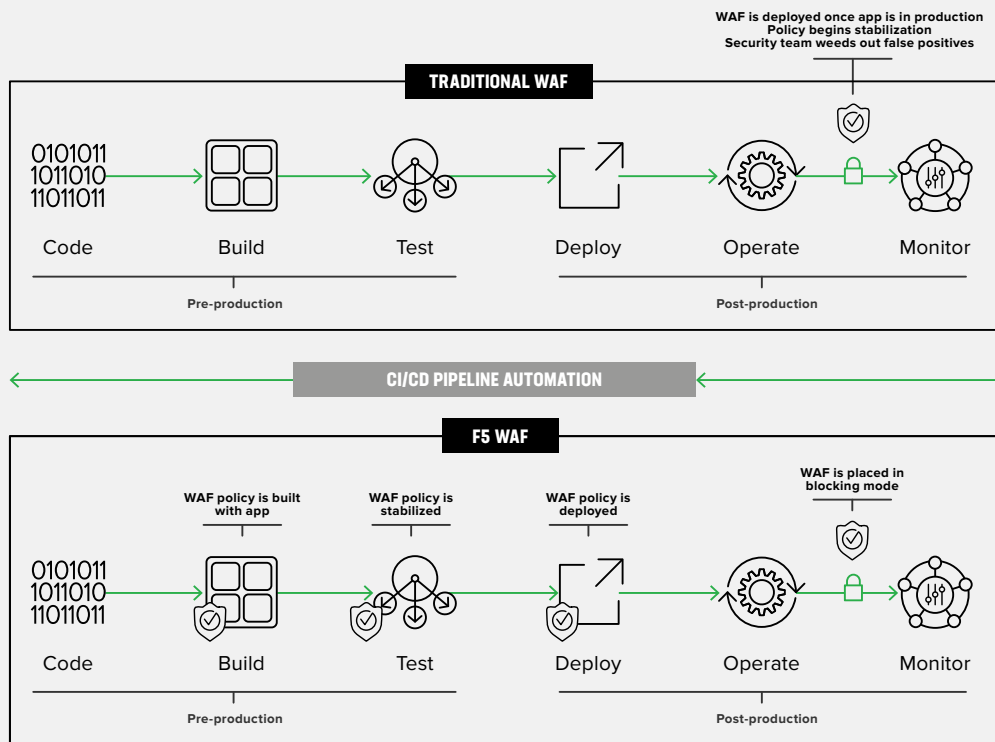 WAF is deployed once app is in production
Policy begins stabilization
Security team weeds out false positives
TRADITIONAL WAF
0101011
1011010
11011011
Code
Build
Test
Deploy
Operate
Monitor
Pre-production
Post-production
CI/CD PIPELINE AUTOMATION
F5 WAF
WAF policy is built
with app
WAF policy is
stabilized
WAF policy is
deployed
WAF is placed in
blocking mode
0101011
1011010
11011011
Code
Build
Test
Deploy
Operate
Monitor
Pre-production
Post-production